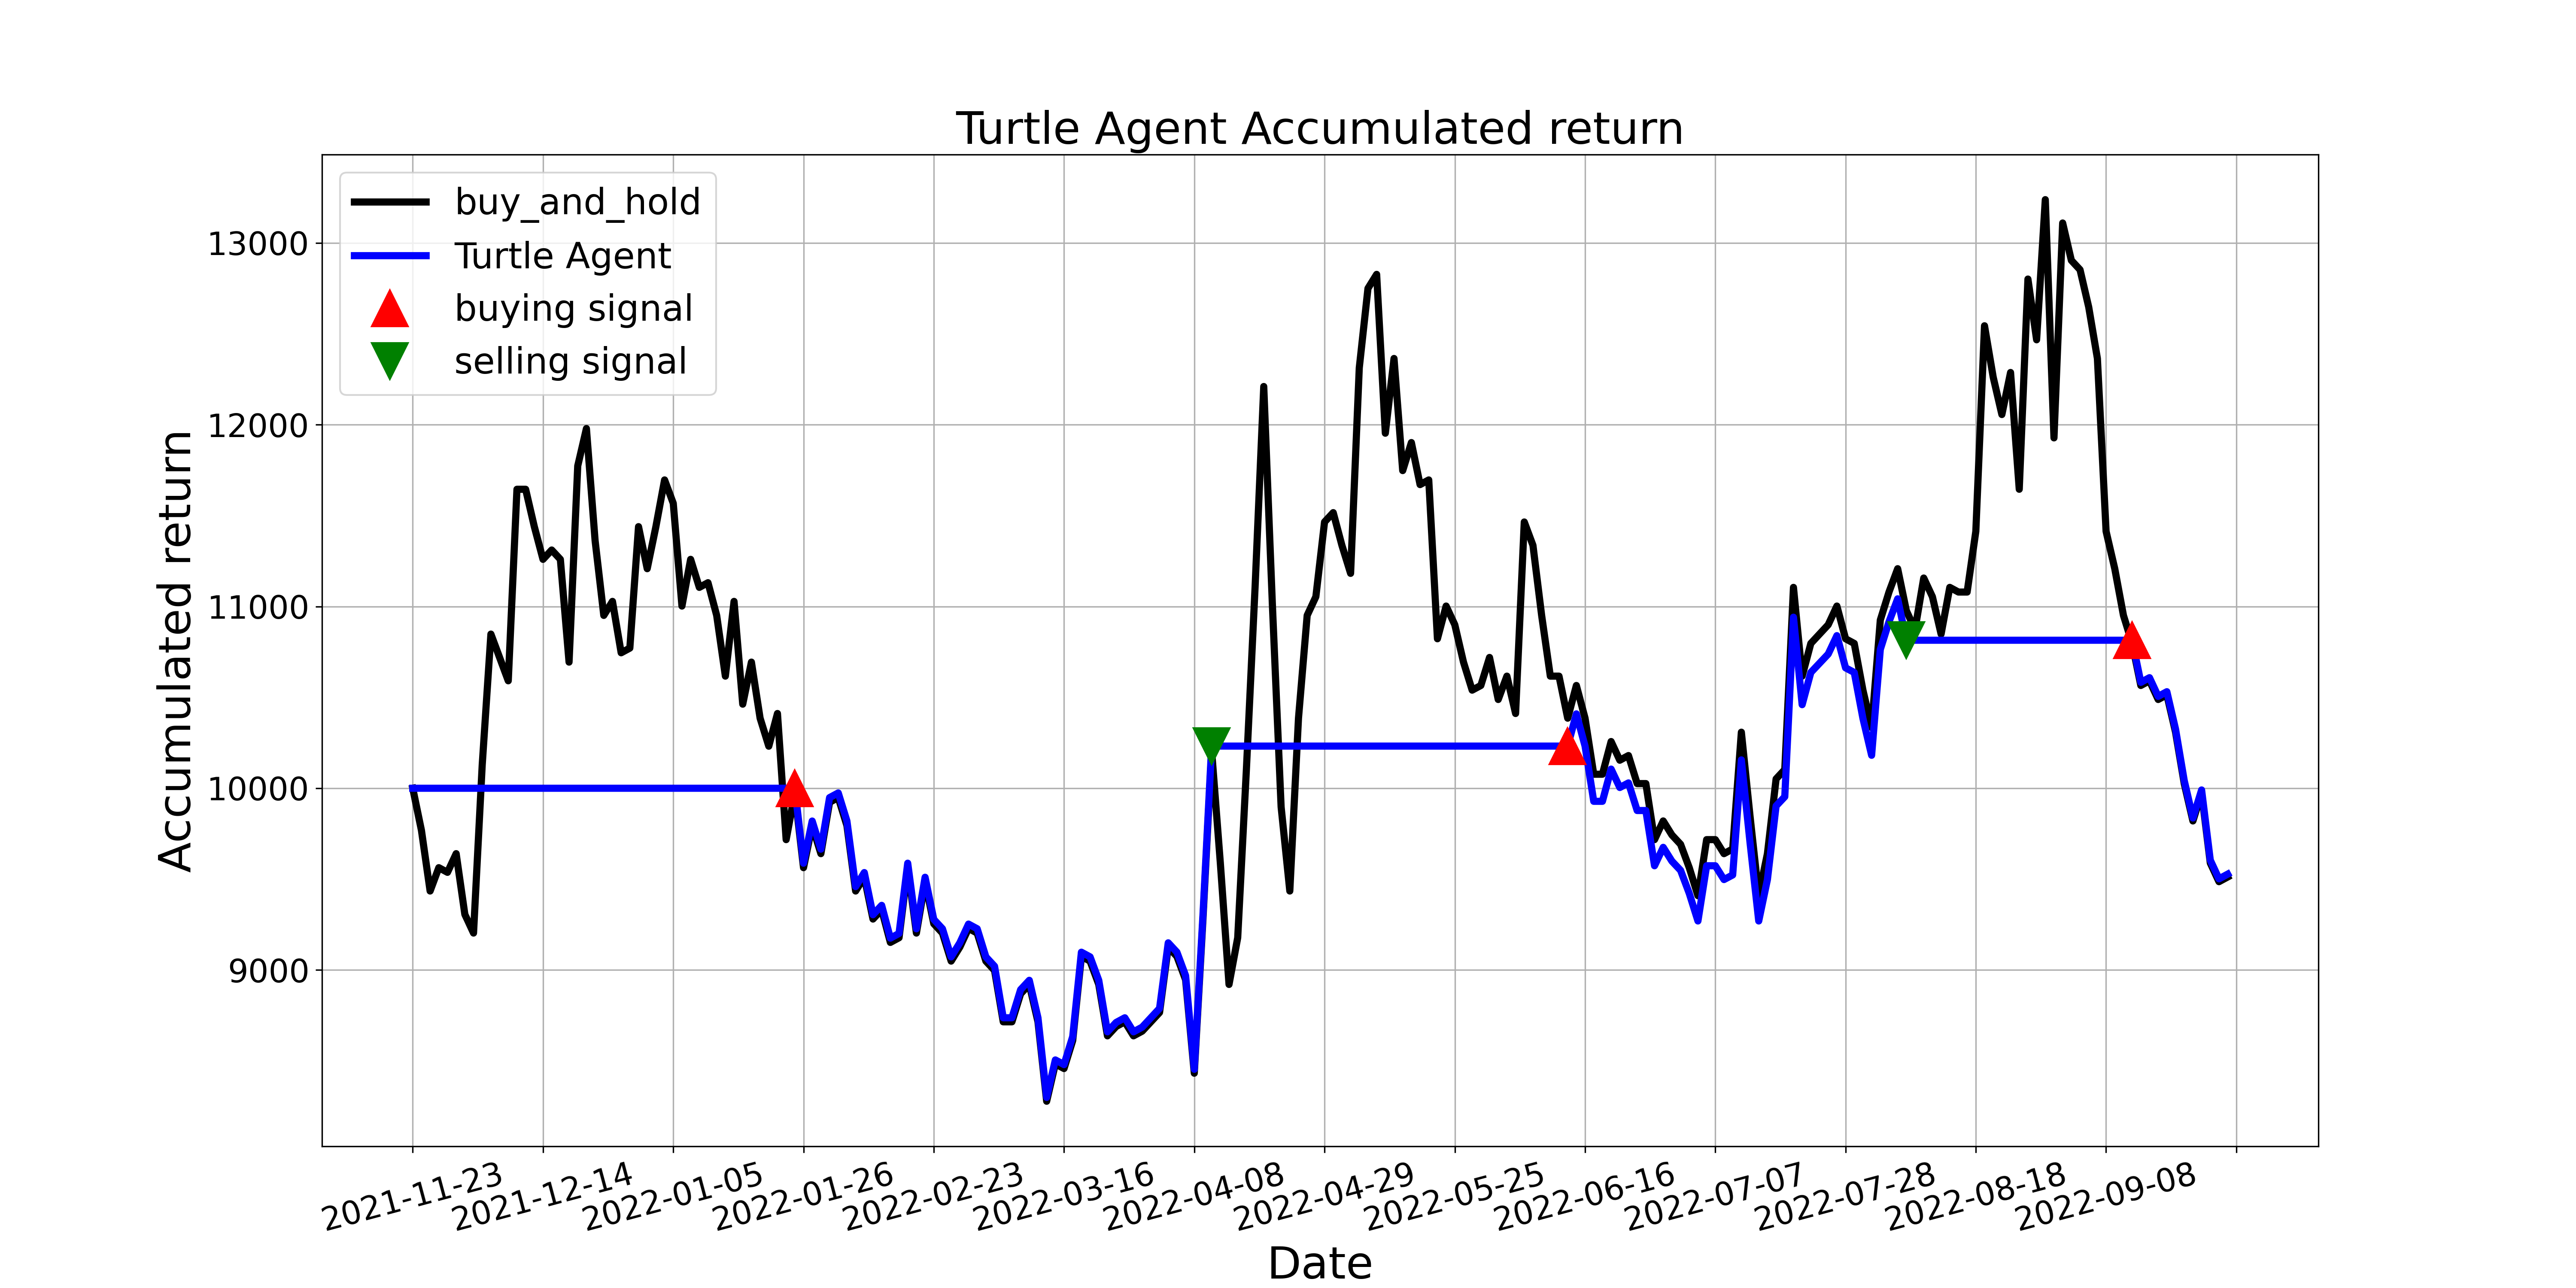 Turtle Agent Accumulated return
buy_and_hold
Turtle Agent
buying signal
selling signal
Accumulated return
13000
12000
11000
10000
9000
2021-11-23
2021-12-14
2022-01-05
2022-01-26
2022-02-23
2022-03-16
2022-04-08
2022-04-29
2022-05-25
2022-06-16
2022-07-07
2022-07-28
2022-08-18
2022-09-08
Date